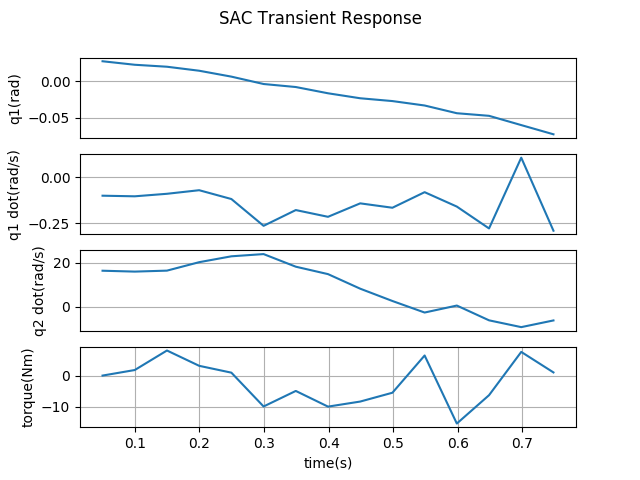 SAC Transient Response
0.00
−0.05
q1(rad)
0.00
−0.25
q1 dot(rad/s)
20
0
q2 dot(rad/s)
0
−10
torque(Nm)
0.1 0.2 0.3 0.4 0.5 0.6 0.7
time(s)